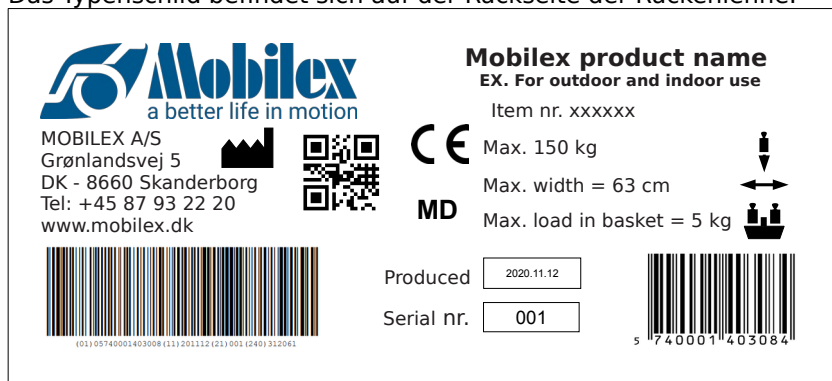 Das Typenschild befindet sich auf der Rückseite der Rückenlehne.
Mobilex
a better life in motion
MOBILEX A/S
Grønlandsvej 5
DK - 8660 Skanderborg
Tel: +45 87 93 22 20
www.mobilex.dk
(01) 05740001403008 (11) 201112 (21) 001 (240) 312061
Mobilex product name
EX. For outdoor and indoor use
Item nr. xxxxxx
CE
Max. 150 kg
Max. width = 63 cm
MD
Max. load in basket = 5 kg
Produced 2020.11.12
Serial nr. 001
5 740001 403084